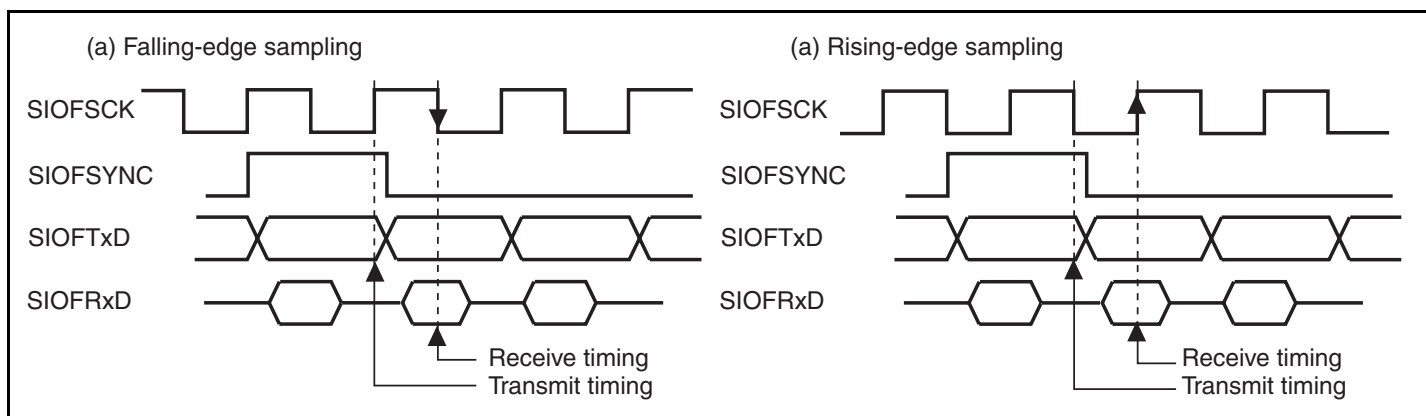 (a) Falling-edge sampling
SIOFSCK
SIOFSYNC
SIOFTxD
SIOFRxD
Receive timing
Transmit timing
(a) Rising-edge sampling
SIOFSCK
SIOFSYNC
SIOFTxD
SIOFRxD
Receive timing
Transmit timing